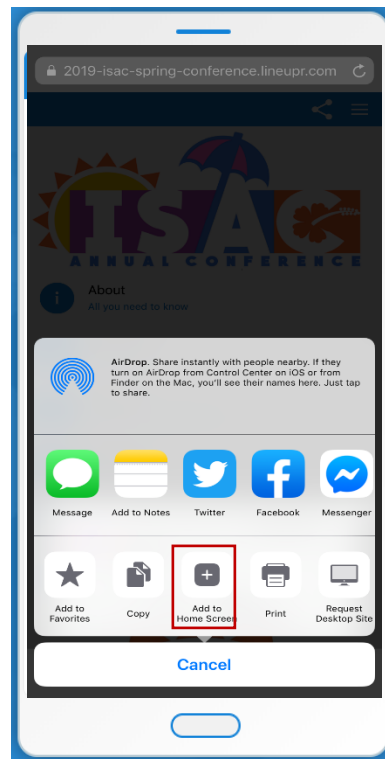 2019-isac-spring-conference.lineupr.com
ISAC
ANNUAL CONFERENCE
i
About
All you need to know
AirDrop. Share instantly with people nearby. If they
turn on AirDrop from Control Center on iOS or from
Finder on the Mac, you'll see their names here. Just tap
to share.
Message Add to Notes Twitter Facebook Messenger
Add to
Favorites
Copy
Add to
Home Screen
Print
Request
Desktop Site
Cancel